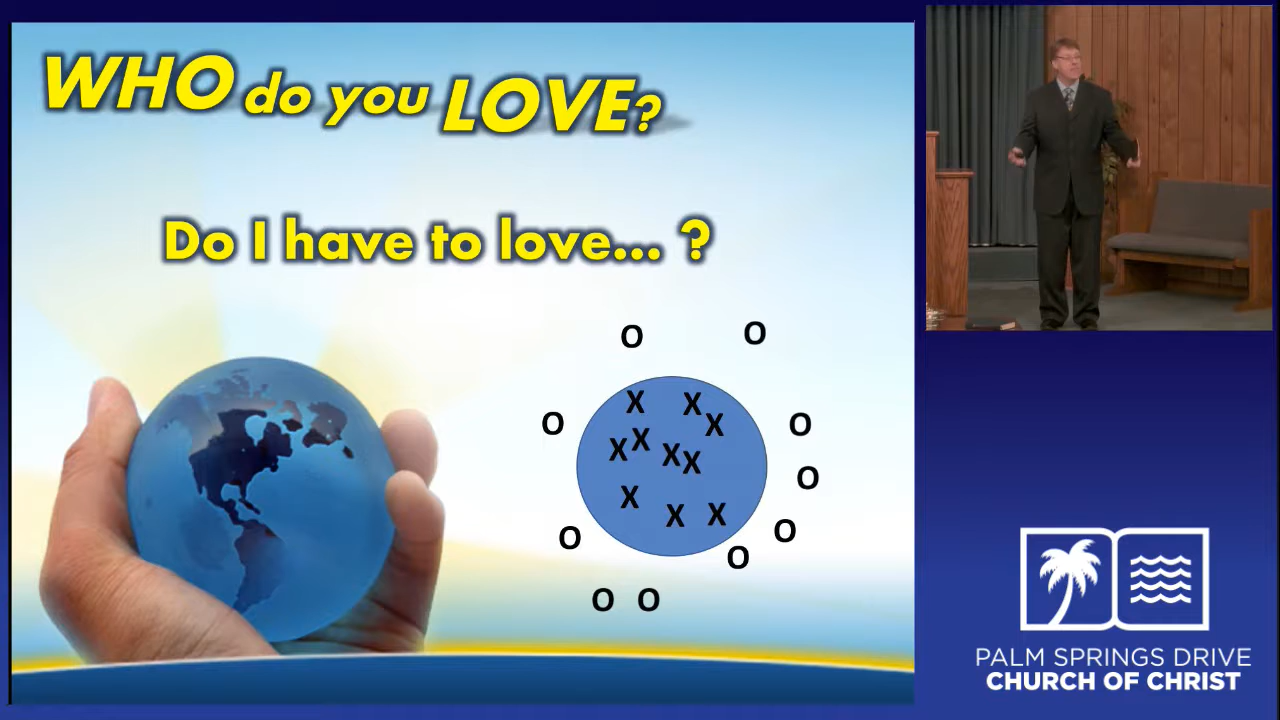 WHO do you LOVE?
Do I have to love... ?
O O
X X
O X O
X X
X X
O
X
X X
O O
O
O O
PALM SPRINGS DRIVE
CHURCH OF CHRIST